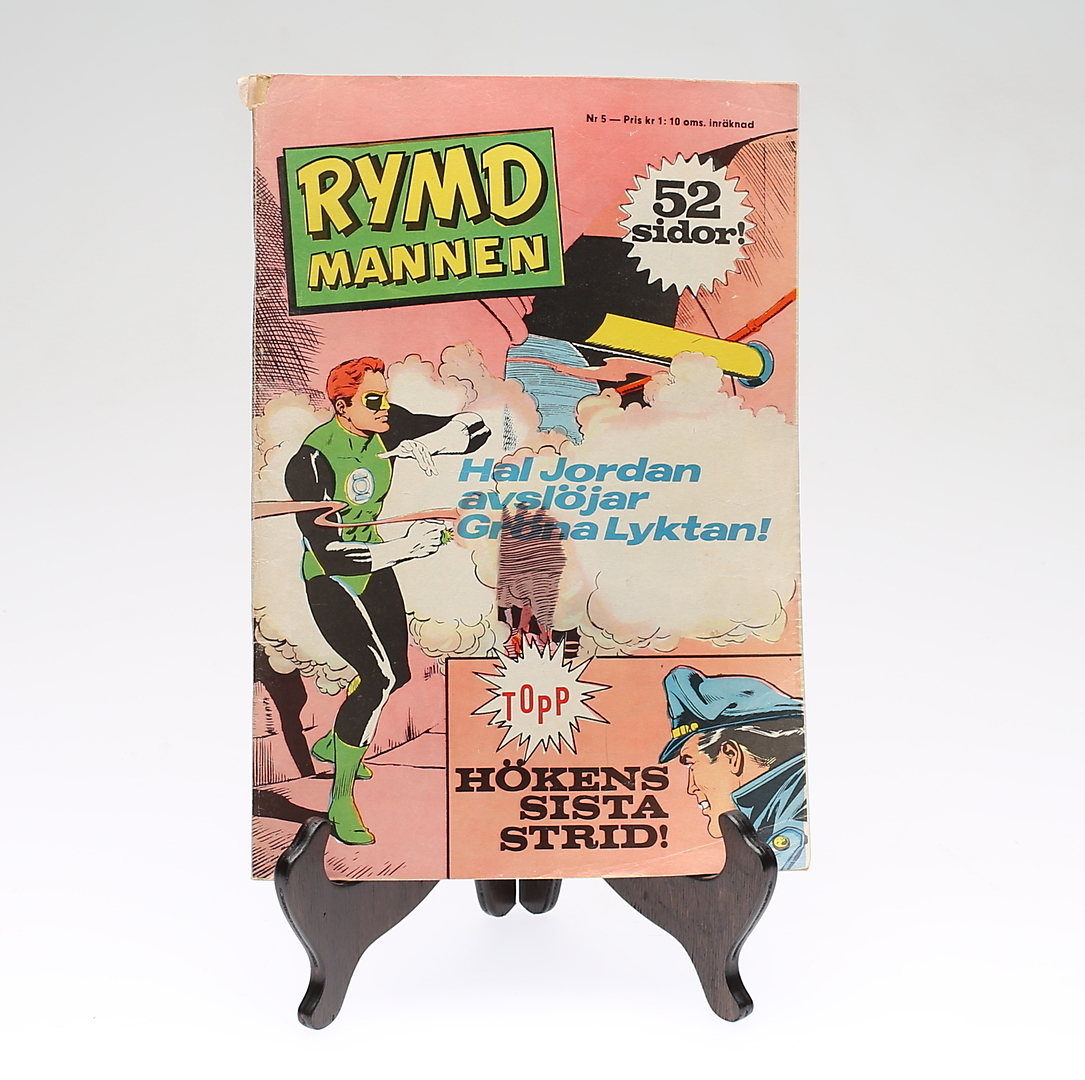 Nr 5 — Pris kr 1: 10 oms. inräknad
RYMD
MANNEN
52
sidor!
Hal Jordan
avslöjar
Gröna Lyktan!
TOPP
HÖKENS
SISTA
STRID!